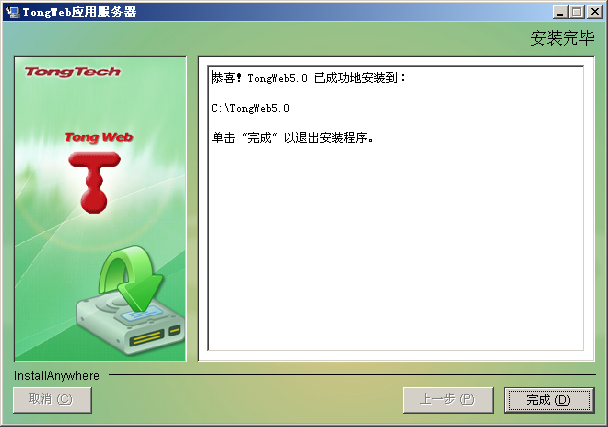 TongWeb应用服务器
安装完毕
TongTech
Tong Web
恭喜！TongWeb5.0 已成功地安装到：
C:\TongWeb5.0
单击 “完成” 以退出安装程序。
InstallAnywhere
取消 (C)
上一步 (P)
完成 (D)